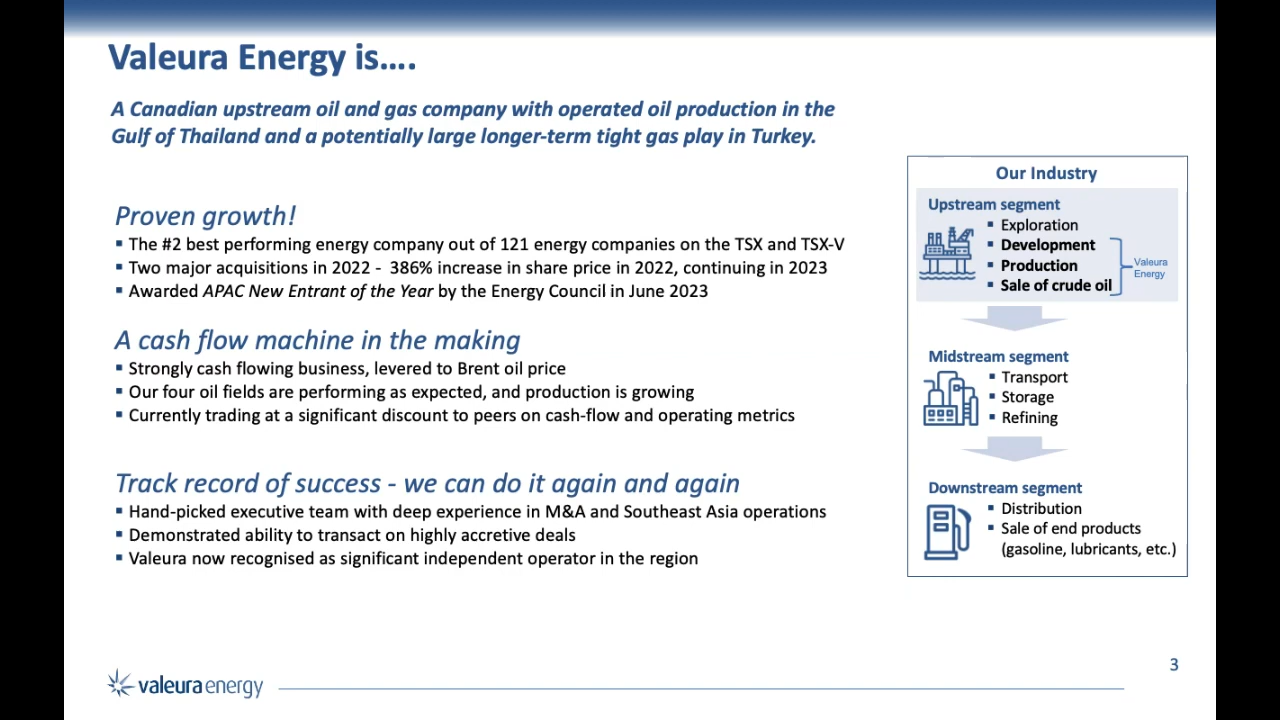 Valeura Energy is….
A Canadian upstream oil and gas company with operated oil production in the
Gulf of Thailand and a potentially large longer-term tight gas play in Turkey.
Proven growth!
▪ The #2 best performing energy company out of 121 energy companies on the TSX and TSX-V
▪ Two major acquisitions in 2022 - 386% increase in share price in 2022, continuing in 2023
▪ Awarded APAC New Entrant of the Year by the Energy Council in June 2023
A cash flow machine in the making
▪ Strongly cash flowing business, levered to Brent oil price
▪ Our four oil fields are performing as expected, and production is growing
▪ Currently trading at a significant discount to peers on cash-flow and operating metrics
Track record of success - we can do it again and again
▪ Hand-picked executive team with deep experience in M&A and Southeast Asia operations
▪ Demonstrated ability to transact on highly accretive deals
▪ Valeura now recognised as significant independent operator in the region
Our Industry
Upstream segment
▪ Exploration
▪ Development
▪ Production
▪ Sale of crude oil
Valeura
Energy
Midstream segment
▪ Transport
▪ Storage
▪ Refining
Downstream segment
▪ Distribution
▪ Sale of end products
(gasoline, lubricants, etc.)
3
valeura energy